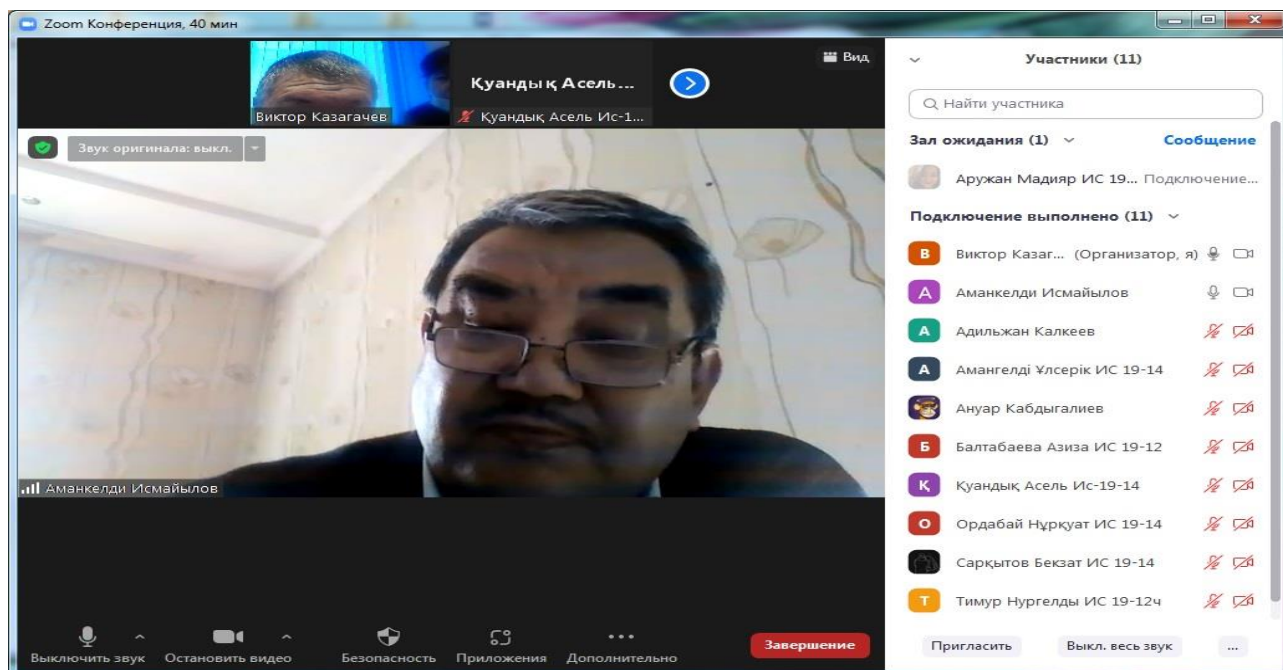 Zoom Конференция, 40 мин
Вид
Қуандық Асель...
Виктор Казагачев
Қуандық Асель Ис-1...
Звук оригинала: выкл.
Аманкелди Исмайылов
Выключить звук
Остановить видео
Безопасность
Приложения
Дополнительно
Завершение
Участники (11)
Найти участника
Зал ожидания (1)
Сообщение
Аружан Мадияр ИС 19... Подключение...
Подключение выполнено (11)
В Виктор Казаг... (Организатор, я)
А Аманкелди Исмайылов
А Адильжан Калкеев
А Амангелді Ұлсерік ИС 19-14
Ануар Кабдыгалиев
Б Балтабаева Азиза ИС 19-12
Қ Қуандық Асель Ис-19-14
О Ордабай Нұрқуат ИС 19-14
Сарқытов Бекзат ИС 19-14
Т Тимур Нургелды ИС 19-12ч
Пригласить
Выкл. весь звук
...